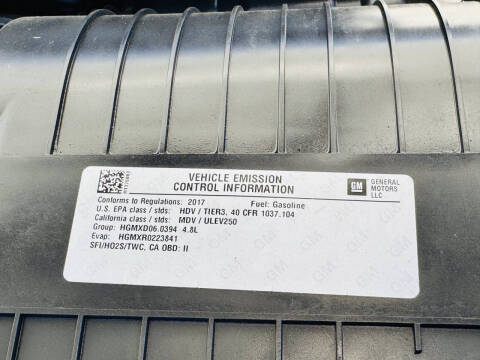 VEHICLE EMISSION
CONTROL INFORMATION
GM
GENERAL
MOTORS
LLC
Conforms to Regulations: 2017 Fuel: Gasoline
U.S. EPA class / stds: HDV / TIER3, 40 CFR 1037.104
California class / stds: MDV / ULEV250
Group: HGMXD06.0394 4.8L
Evap: HGMXR0223841
SFI/HO2S/TWC, CA OBD: II